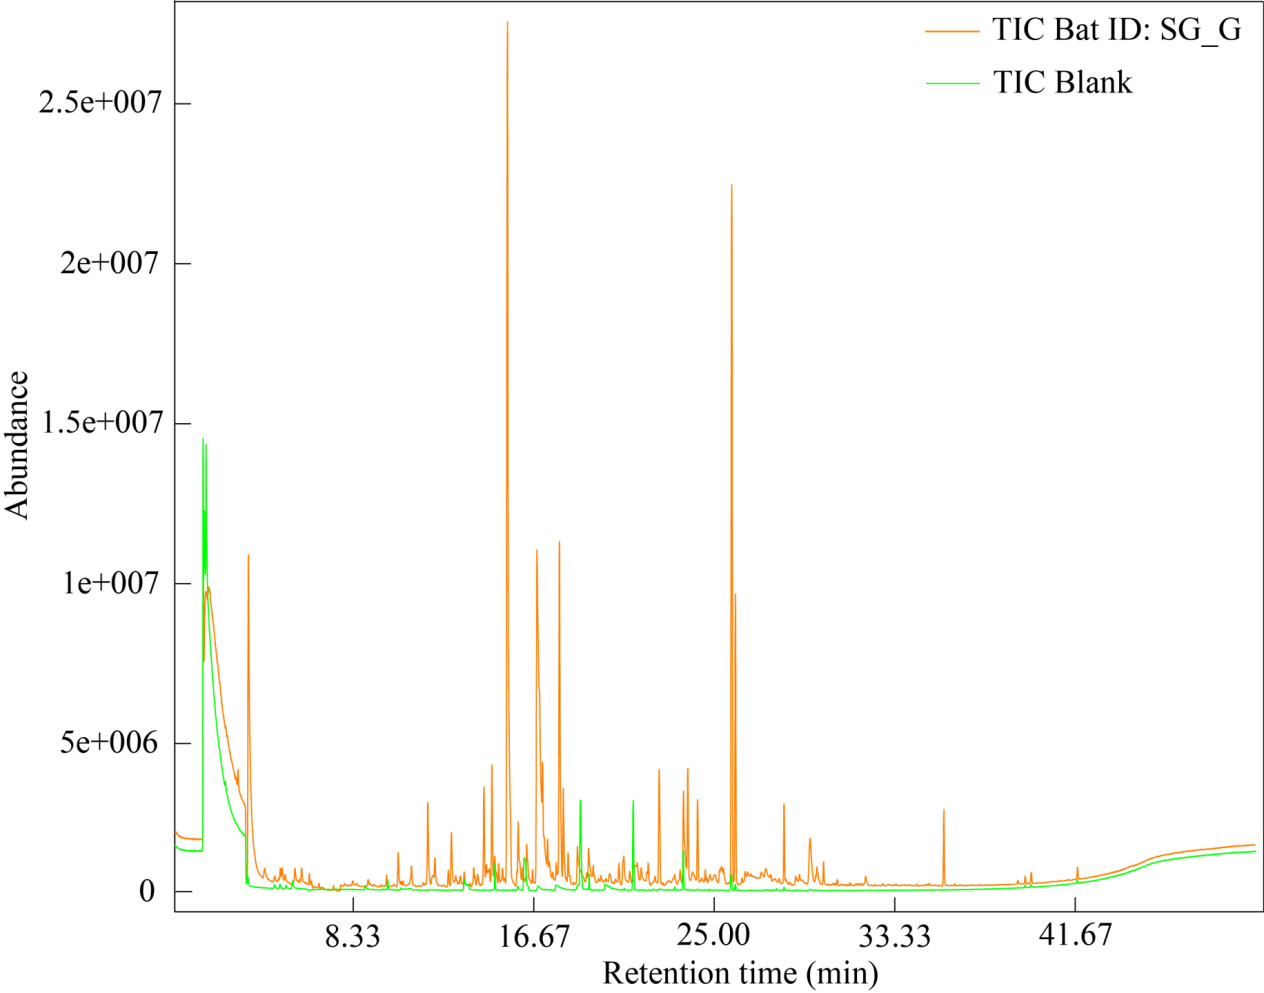 TIC Bat ID: SG_G
TIC Blank
2.5e+007
2e+007
1.5e+007
1e+007
5e+006
0
Abundance
8.33 16.67 25.00 33.33 41.67
Retention time (min)